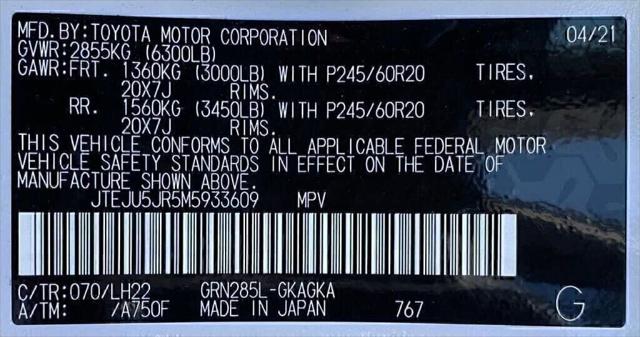 MFD.BY:TOYOTA MOTOR CORPORATION 04/21
GVWR:2855KG (6300LB)
GAWR:FRT. 1360KG (3000LB) WITH P245/60R20 TIRES.
20X7J RIMS.
RR. 1560KG (3450LB) WITH P245/60R20 TIRES.
20X7J RIMS.
THIS VEHICLE CONFORMS TO ALL APPLICABLE FEDERAL MOTOR
VEHICLE SAFETY STANDARDS IN EFFECT ON THE DATE OF
MANUFACTURE SHOWN ABOVE.
JTEJU5JR5M5933609 MPV
C/TR:070/LH22 GRN285L-GKAGKA
A/TM: /A750F MADE IN JAPAN 767 G